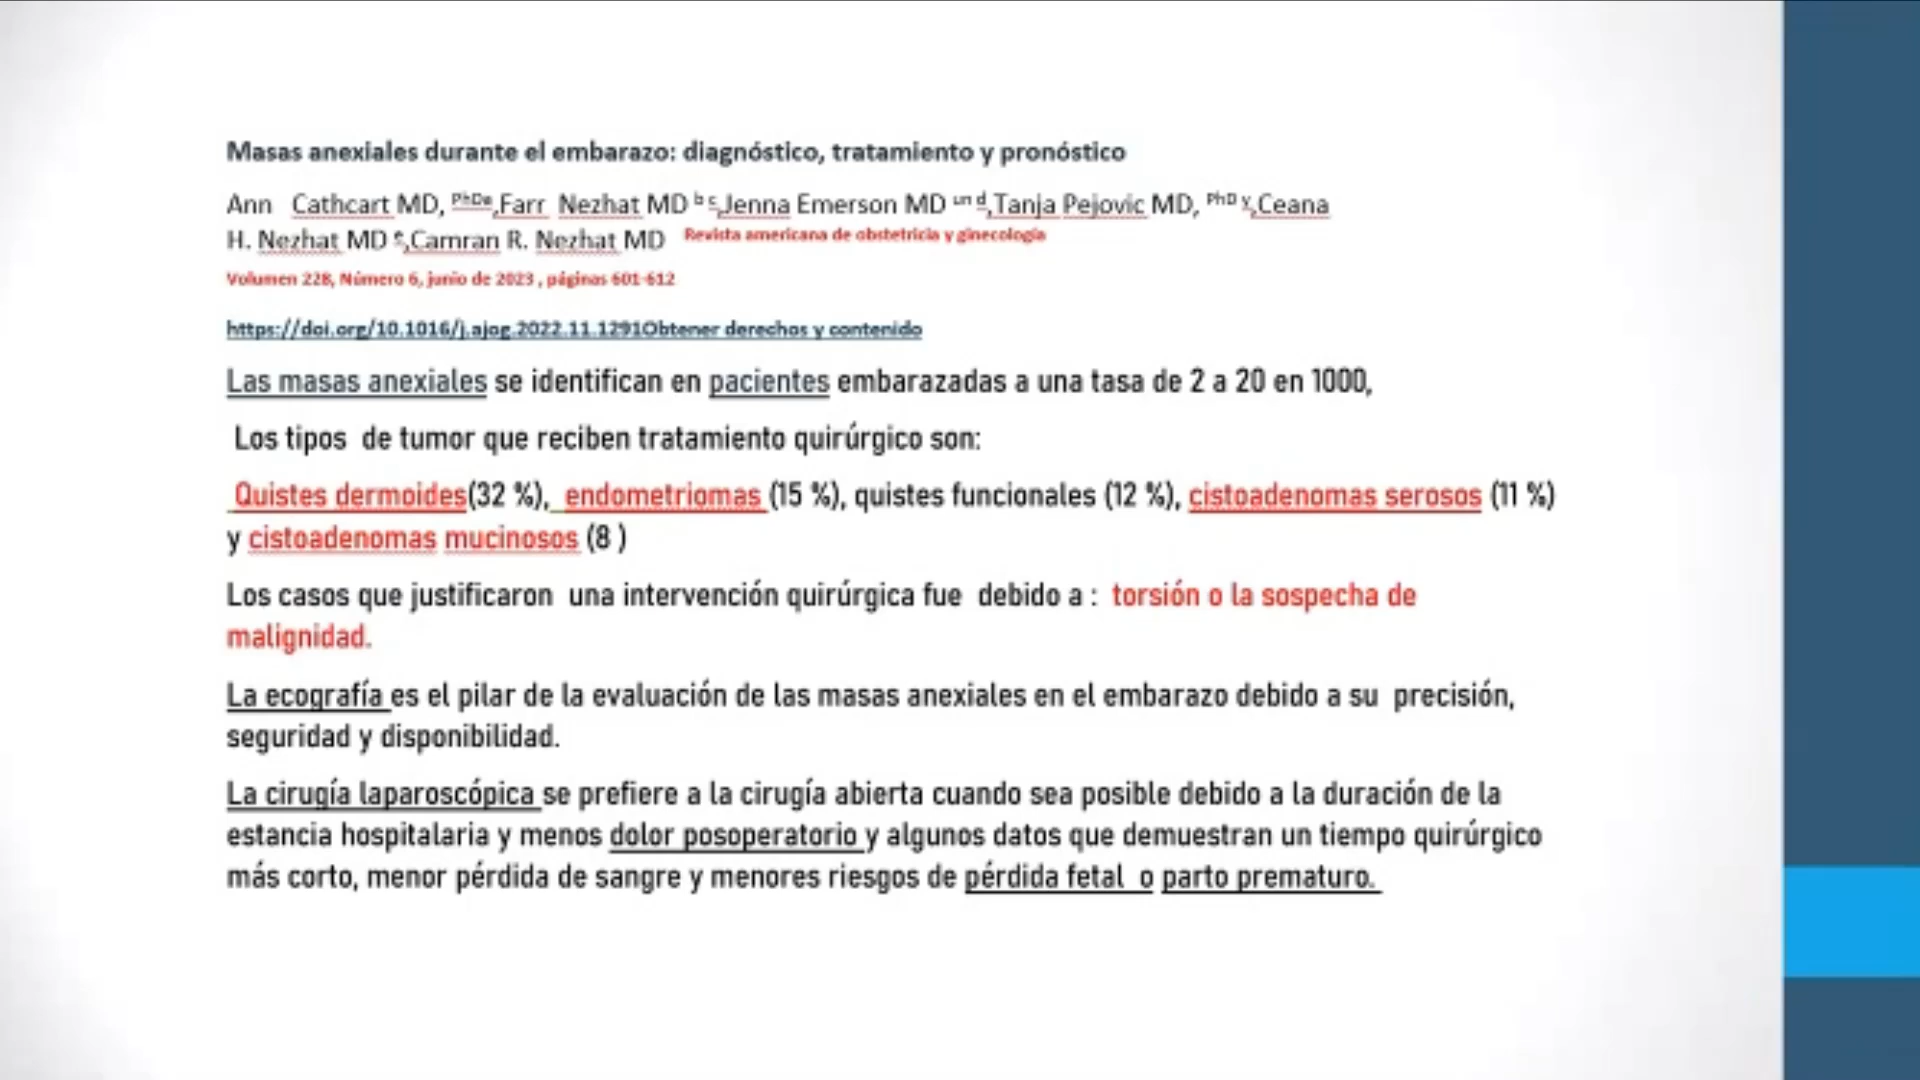 Masas anexiales durante el embarazo: diagnóstico, tratamiento y pronóstico
Ann Cathcart MD, PhDa,Farr Nezhat MD b c,Jenna Emerson MD un d,Tanja Pejovic MD, PhD y,Ceana
H. Nezhat MD e,Camran R. Nezhat MD Revista americana de obstetricia y ginecología
Volumen 228, Número 6, junio de 2023 , páginas 601-612
https://doi.org/10.1016/j.ajog.2022.11.1291Obtener derechos y contenido
Las masas anexiales se identifican en pacientes embarazadas a una tasa de 2 a 20 en 1000,
Los tipos de tumor que reciben tratamiento quirúrgico son:
Quistes dermoides(32 %), endometriomas (15 %), quistes funcionales (12 %), cistoadenomas serosos (11 %)
y cistoadenomas mucinosos (8 )
Los casos que justificaron una intervención quirúrgica fue debido a : torsión o la sospecha de
malignidad.
La ecografía es el pilar de la evaluación de las masas anexiales en el embarazo debido a su precisión,
seguridad y disponibilidad.
La cirugía laparoscópica se prefiere a la cirugía abierta cuando sea posible debido a la duración de la
estancia hospitalaria y menos dolor posoperatorio y algunos datos que demuestran un tiempo quirúrgico
más corto, menor pérdida de sangre y menores riesgos de pérdida fetal o parto prematuro.